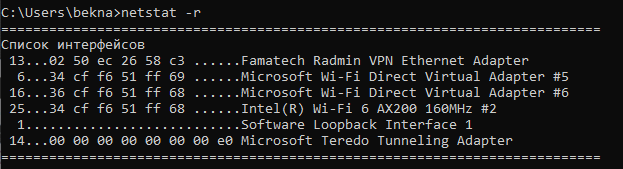 C:\Users\bekna>netstat -r
===========================================================================
Список интерфейсов
 13...02 50 ec 26 58 c3 ......Famatech Radmin VPN Ethernet Adapter
  6...34 cf f6 51 ff 69 ......Microsoft Wi-Fi Direct Virtual Adapter #5
 16...36 cf f6 51 ff 68 ......Microsoft Wi-Fi Direct Virtual Adapter #6
 25...34 cf f6 51 ff 68 ......Intel(R) Wi-Fi 6 AX200 160MHz #2
  1...........................Software Loopback Interface 1
 14...00 00 00 00 00 00 00 e0 Microsoft Teredo Tunneling Adapter
===========================================================================